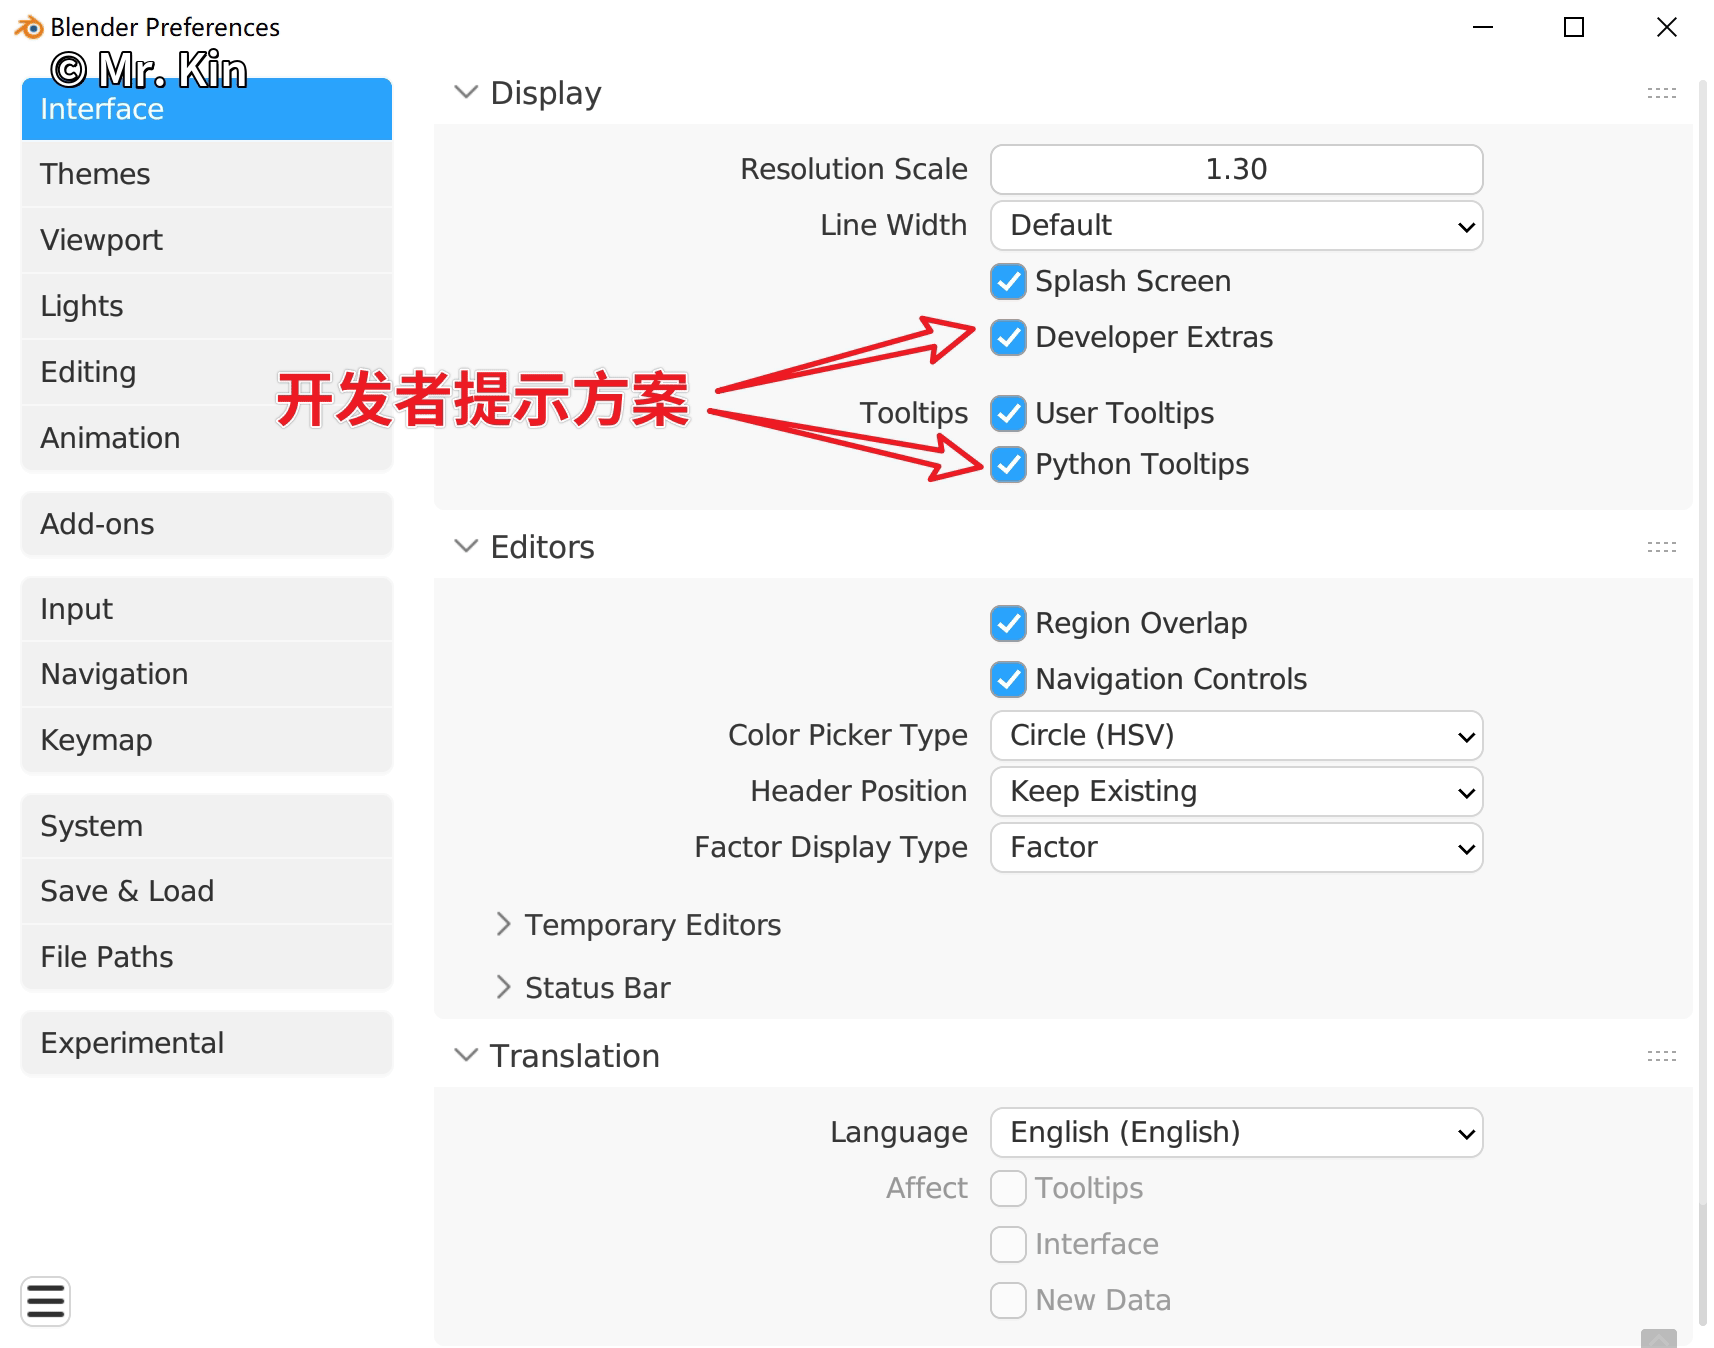 Blender Preferences
© Mr. Kin
Interface
Themes
Viewport
Lights
Editing
Animation
Add-ons
Input
Navigation
Keymap
System
Save & Load
File Paths
Experimental
开发者提示方案
Display
Resolution Scale 1.30
Line Width Default
Splash Screen
Developer Extras
Tooltips User Tooltips
Python Tooltips
Editors
Region Overlap
Navigation Controls
Color Picker Type Circle (HSV)
Header Position Keep Existing
Factor Display Type Factor
Temporary Editors
Status Bar
Translation
Language English (English)
Affect Tooltips
Interface
New Data